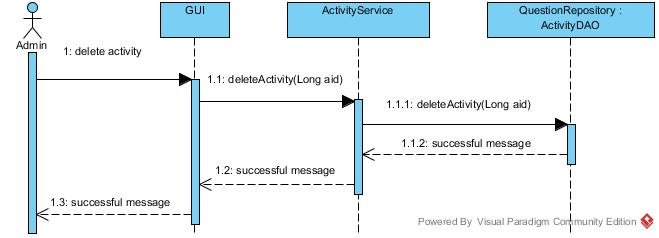 GUI
ActivityService
QuestionRepository :
ActivityDAO
Admin
1: delete activity
1.1: deleteActivity(Long aid)
1.1.1: deleteActivity(Long aid)
1.1.2: successful message
1.2: successful message
1.3: successful message
Powered By Visual Paradigm Community Edition